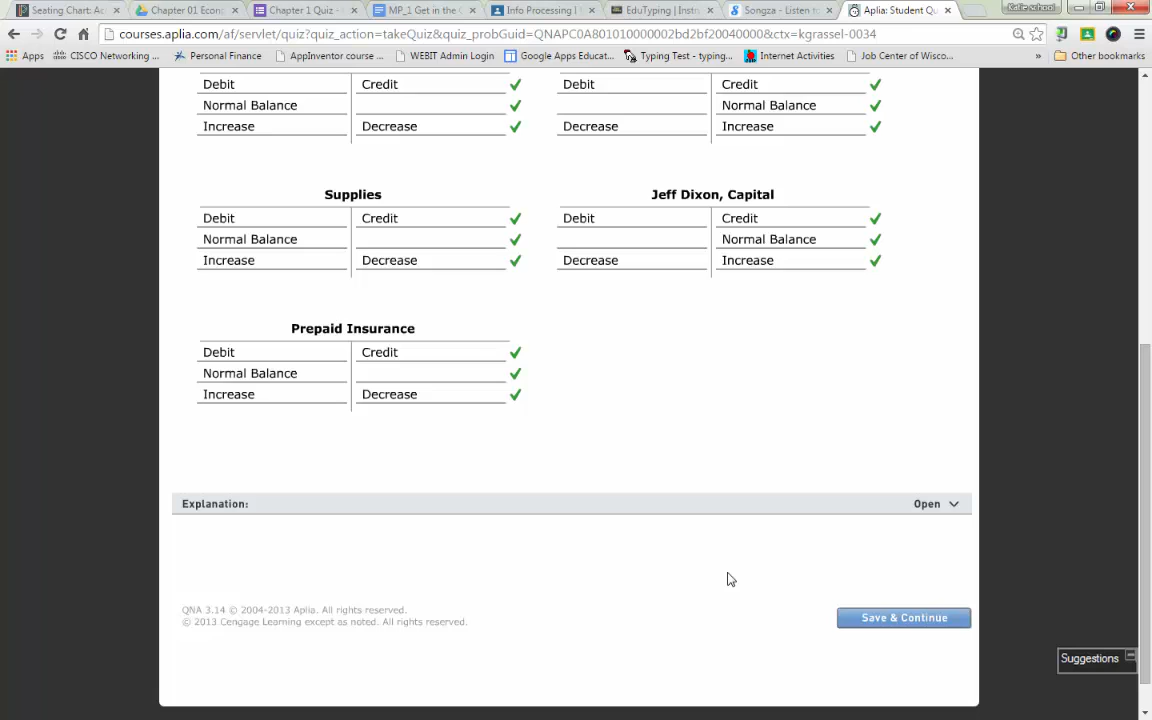 Seating Chart: Ac
Chapter 01 Econ
Chapter 1 Quiz -
MP_1 Get in the C
Info Processing I
EduTyping | Instr
Songza - Listen to
Aplia: Student Qu
Katie.school
courses.aplia.com/af/servlet/quiz?quiz_action=takeQuiz&quiz_probGuid=QNAPC0A801010000002bd2bf200400000&ctx=kgrassel-0034
Apps
CISCO Networking ...
Personal Finance
AppInventor course ...
WEBIT Admin Login
Google Apps Educat...
Typing Test - typing...
Internet Activities
Job Center of Wisco...
»
Other bookmarks
Debit Credit
Normal Balance
Increase Decrease
Debit Credit
Normal Balance
Decrease Increase
Supplies
Debit Credit
Normal Balance
Increase Decrease
Jeff Dixon, Capital
Debit Credit
Normal Balance
Decrease Increase
Prepaid Insurance
Debit Credit
Normal Balance
Increase Decrease
Explanation: Open
QNA 3.14 © 2004-2013 Aplia. All rights reserved.
© 2013 Cengage Learning except as noted. All rights reserved.
Save & Continue
Suggestions